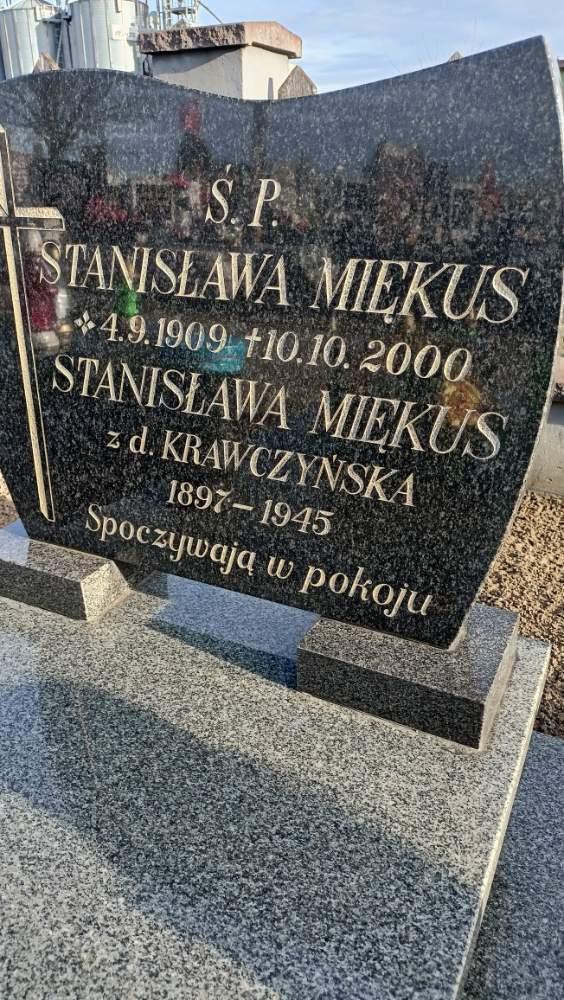 Ś. P.
STANISŁAWA MIĘKUS
4.9.1909 †10.10.2000
STANISŁAWA MIĘKUS
z d. KRAWCZYŃSKA
1897-1945
Spoczywają w pokoju